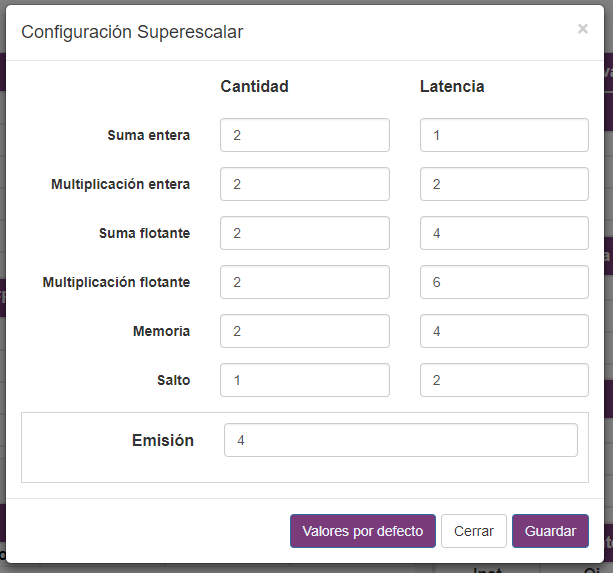 Configuración Superescalar ×
Cantidad Latencia
Suma entera 2 1
Multiplicación entera 2 2
Suma flotante 2 4
Multiplicación flotante 2 6
Memoria 2 4
Salto 1 2
Emisión 4
Valores por defecto Cerrar Guardar